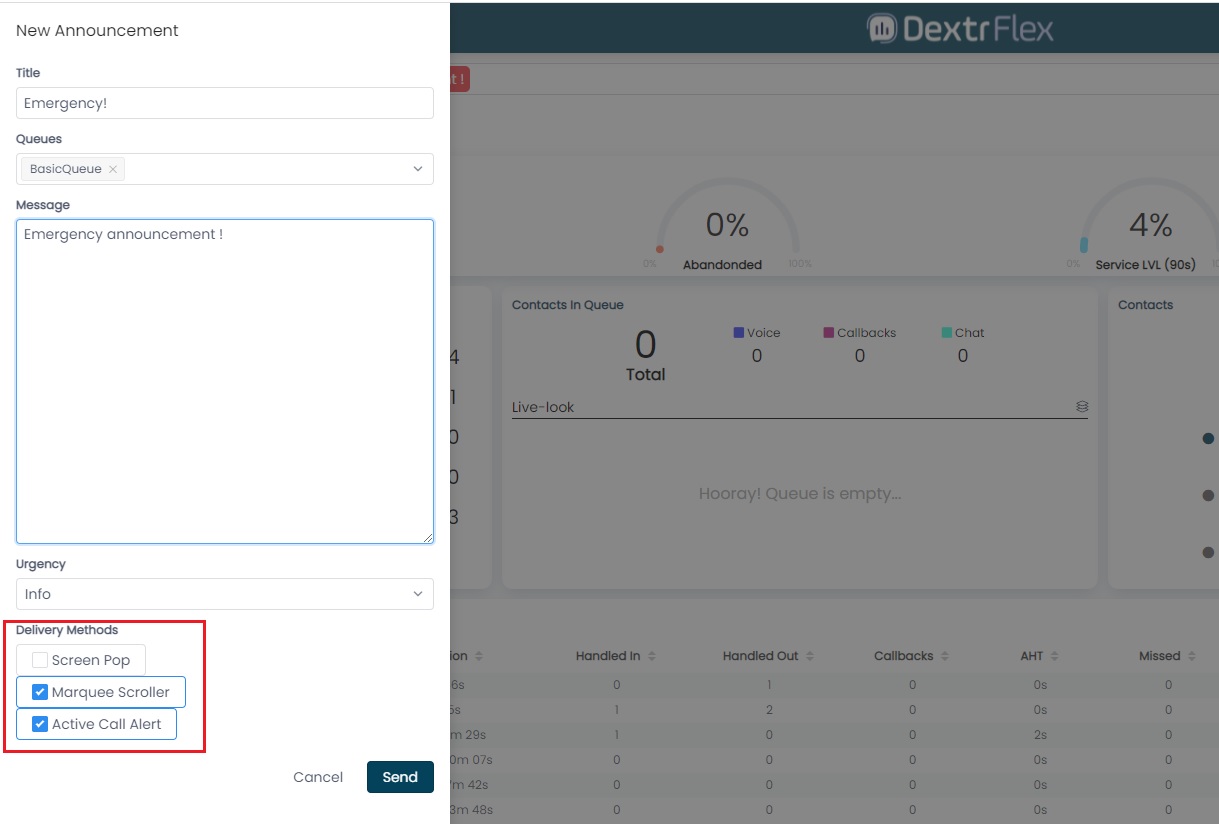 New Announcement
DextrFlex
Title
t !
Emergency!
Queues
BasicQueue ×
Message
Emergency announcement !
0%
0%
Abandonded
100%
4%
0%
Service LVL (90s)
Contacts In Queue
0
Total
Voice
0
Callbacks
0
Chat
0
Contacts
4
1
0
0
3
Live-look
Hooray! Queue is empty...
Urgency
Info
Delivery Methods
Screen Pop
Marquee Scroller
Active Call Alert
Cancel
Send
ion Handled In Handled Out Callbacks AHT Missed
6s 0 1 0 0s 0
5s 1 2 0 0s 0
m 29s 1 0 0 2s 0
0m 07s 0 0 0 0s 0
m 42s 0 0 0 0s 0
3m 48s 0 0 0 0s 0